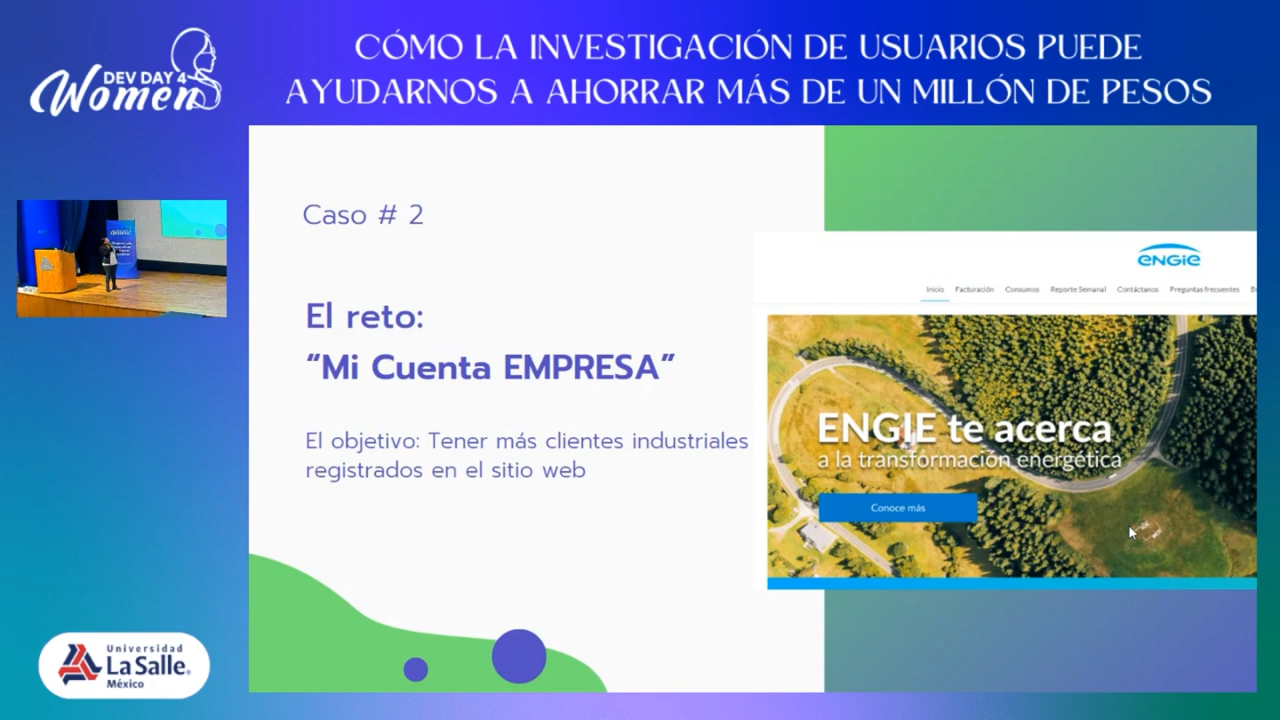 DEV DAY 4
Women
CÓMO LA INVESTIGACIÓN DE USUARIOS PUEDE
AYUDARNOS A AHORRAR MÁS DE UN MILLÓN DE PESOS
Caso # 2
El reto:
“Mi Cuenta EMPRESA”
El objetivo: Tener más clientes industriales
registrados en el sitio web
ENGIE
Inicio Facturación Consumos Reporte Semanal Contáctanos Preguntas frecuentes
ENGIE te acerca
a la transformación energética
Conoce más
Universidad
La Salle®
México